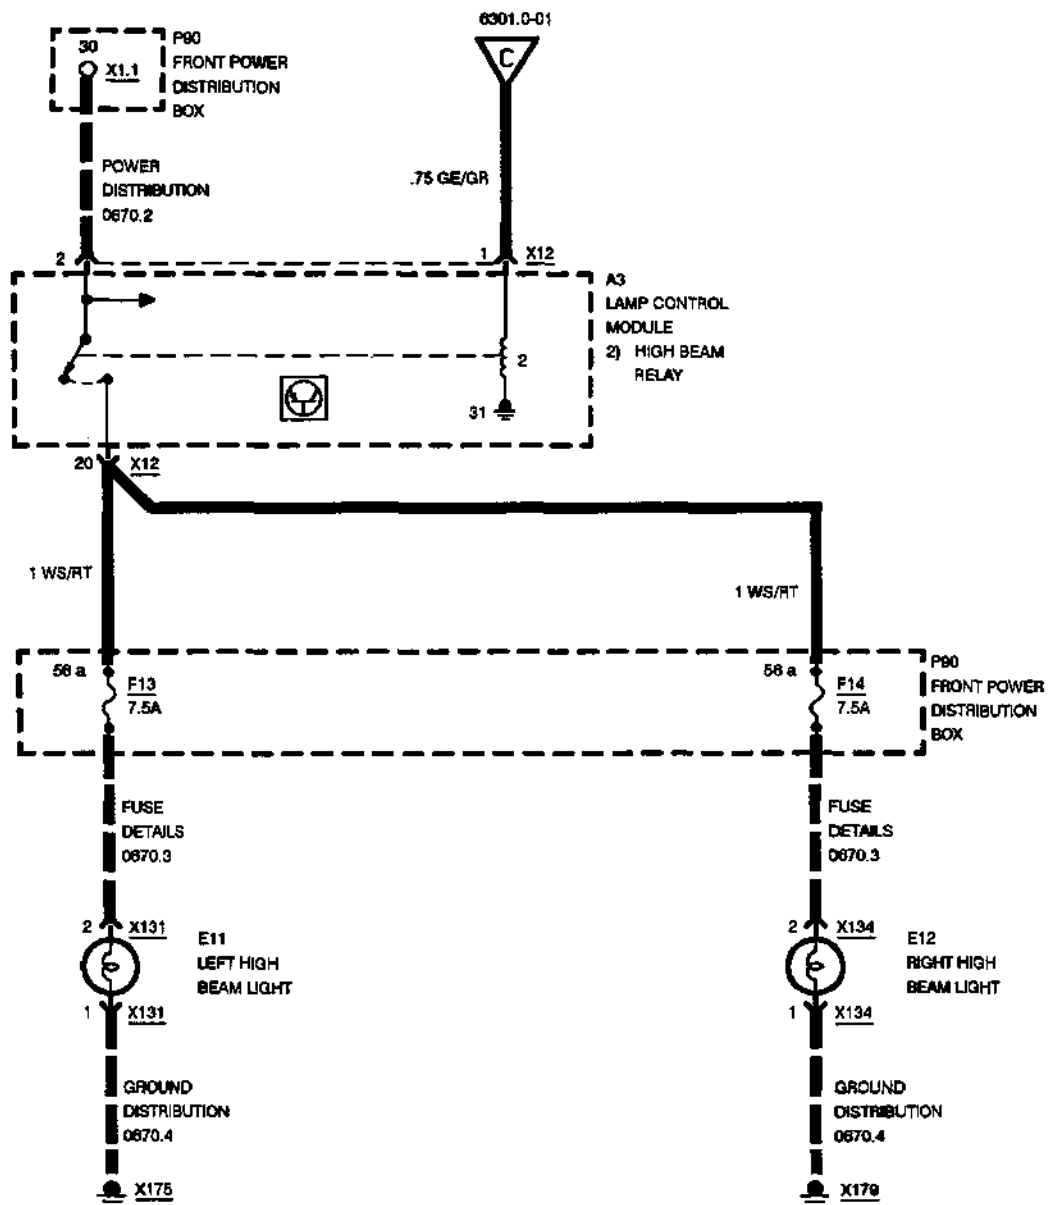 6301.0-01
C
P90
FRONT POWER
DISTRIBUTION
BOX
30
X1.1
POWER
DISTRIBUTION
0670.2
.75 GE/GR
2
1
X12
A3
LAMP CONTROL
MODULE
2) HIGH BEAM
RELAY
2
31
20
X12
1 WS/RT
1 WS/RT
56 a
F13
7.5A
56 a
F14
7.5A
P90
FRONT POWER
DISTRIBUTION
BOX
FUSE
DETAILS
0670.3
FUSE
DETAILS
0670.3
2
X131
E11
LEFT HIGH
BEAM LIGHT
1
X131
2
X134
E12
RIGHT HIGH
BEAM LIGHT
1
X134
GROUND
DISTRIBUTION
0670.4
GROUND
DISTRIBUTION
0670.4
X175
X179